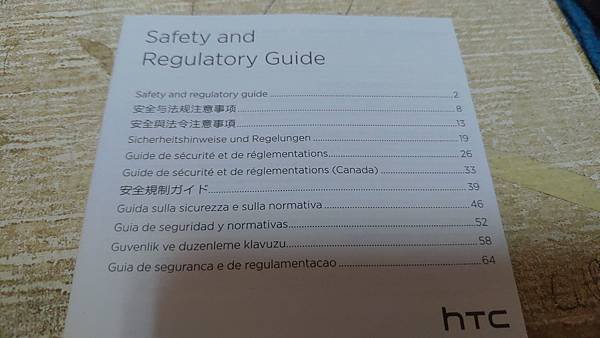 Safety and
Regulatory Guide
Safety and regulatory guide 2
安全与法规注意事项 8
安全與法令注意事項 13
Sicherheitshinweise und Regelungen 19
Guide de sécurité et de réglementations 26
Guide de sécurité et de réglementations (Canada) 33
安全規制ガイド 39
Guida sulla sicurezza e sulla normativa 46
Guia de seguridad y normativas 52
Guvenlik ve duzenleme klavuzu 58
Guia de seguranca e de regulamentacao 64
hTC